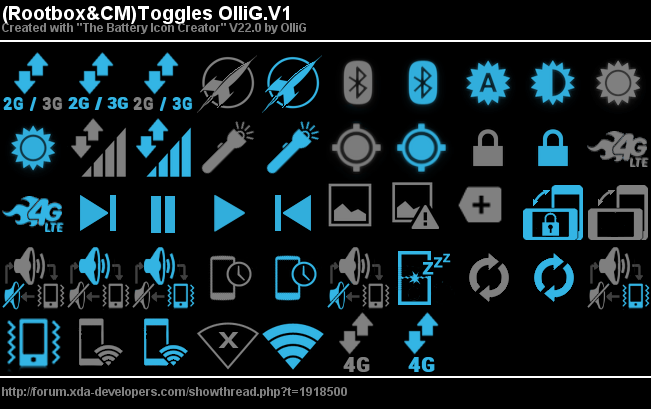 (Rootbox&CM)Toggles OlliG.V1
Created with "The Battery Icon Creator" V22.0 by OlliG
2G / 3G 2G / 3G 2G / 3G A
4G LTE
4G LTE
ZZZ
X 4G 4G
http://forum.xda-developers.com/showthread.php?t=1918500